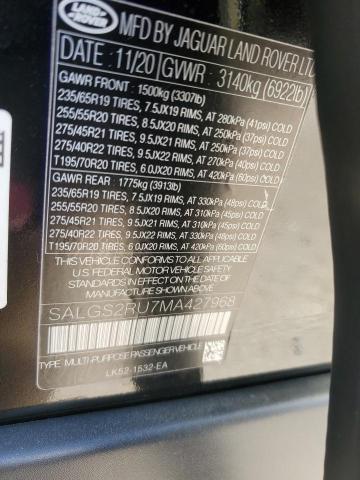 LAND ROVER
MFD BY JAGUAR LAND ROVER LTD
DATE: 11/20 GVWR : 3140kg (6922lb)
GAWR FRONT: 1500kg (3307lb)
235/65R19 TIRES, 7.5JX19 RIMS, AT 280kPa (41psi) COLD
255/55R20 TIRES, 8.5JX20 RIMS, AT 250kPa (37psi) COLD
275/45R21 TIRES, 9.5JX21 RIMS, AT 250kPa (37psi) COLD
275/40R22 TIRES, 9.5JX22 RIMS, AT 270kPa (40psi) COLD
T195/70R20 TIRES, 6.0JX20 RIMS, AT 420kPa (60psi) COLD
GAWR REAR: 1775kg (3913lb)
235/65R19 TIRES, 7.5JX19 RIMS, AT 330kPa (48psi) COLD
255/55R20 TIRES, 8.5JX20 RIMS, AT 310kPa (45psi) COLD
275/45R21 TIRES, 9.5JX21 RIMS, AT 310kPa (45psi) COLD
275/40R22 TIRES, 9.5JX22 RIMS, AT 330kPa (48psi) COLD
T195/70R20 TIRES, 6.0JX20 RIMS, AT 420kPa (60psi) COLD
THIS VEHICLE CONFORMS TO ALL APPLICABLE
U.S. FEDERAL MOTOR VEHICLE SAFETY
STANDARDS IN EFFECT ON THE DATE OF
MANUFACTURE SHOWN ABOVE.
SALGS2RU7MA427968
TYPE: MULTI-PURPOSE PASSENGER VEHICLE
LK52-1532-EA